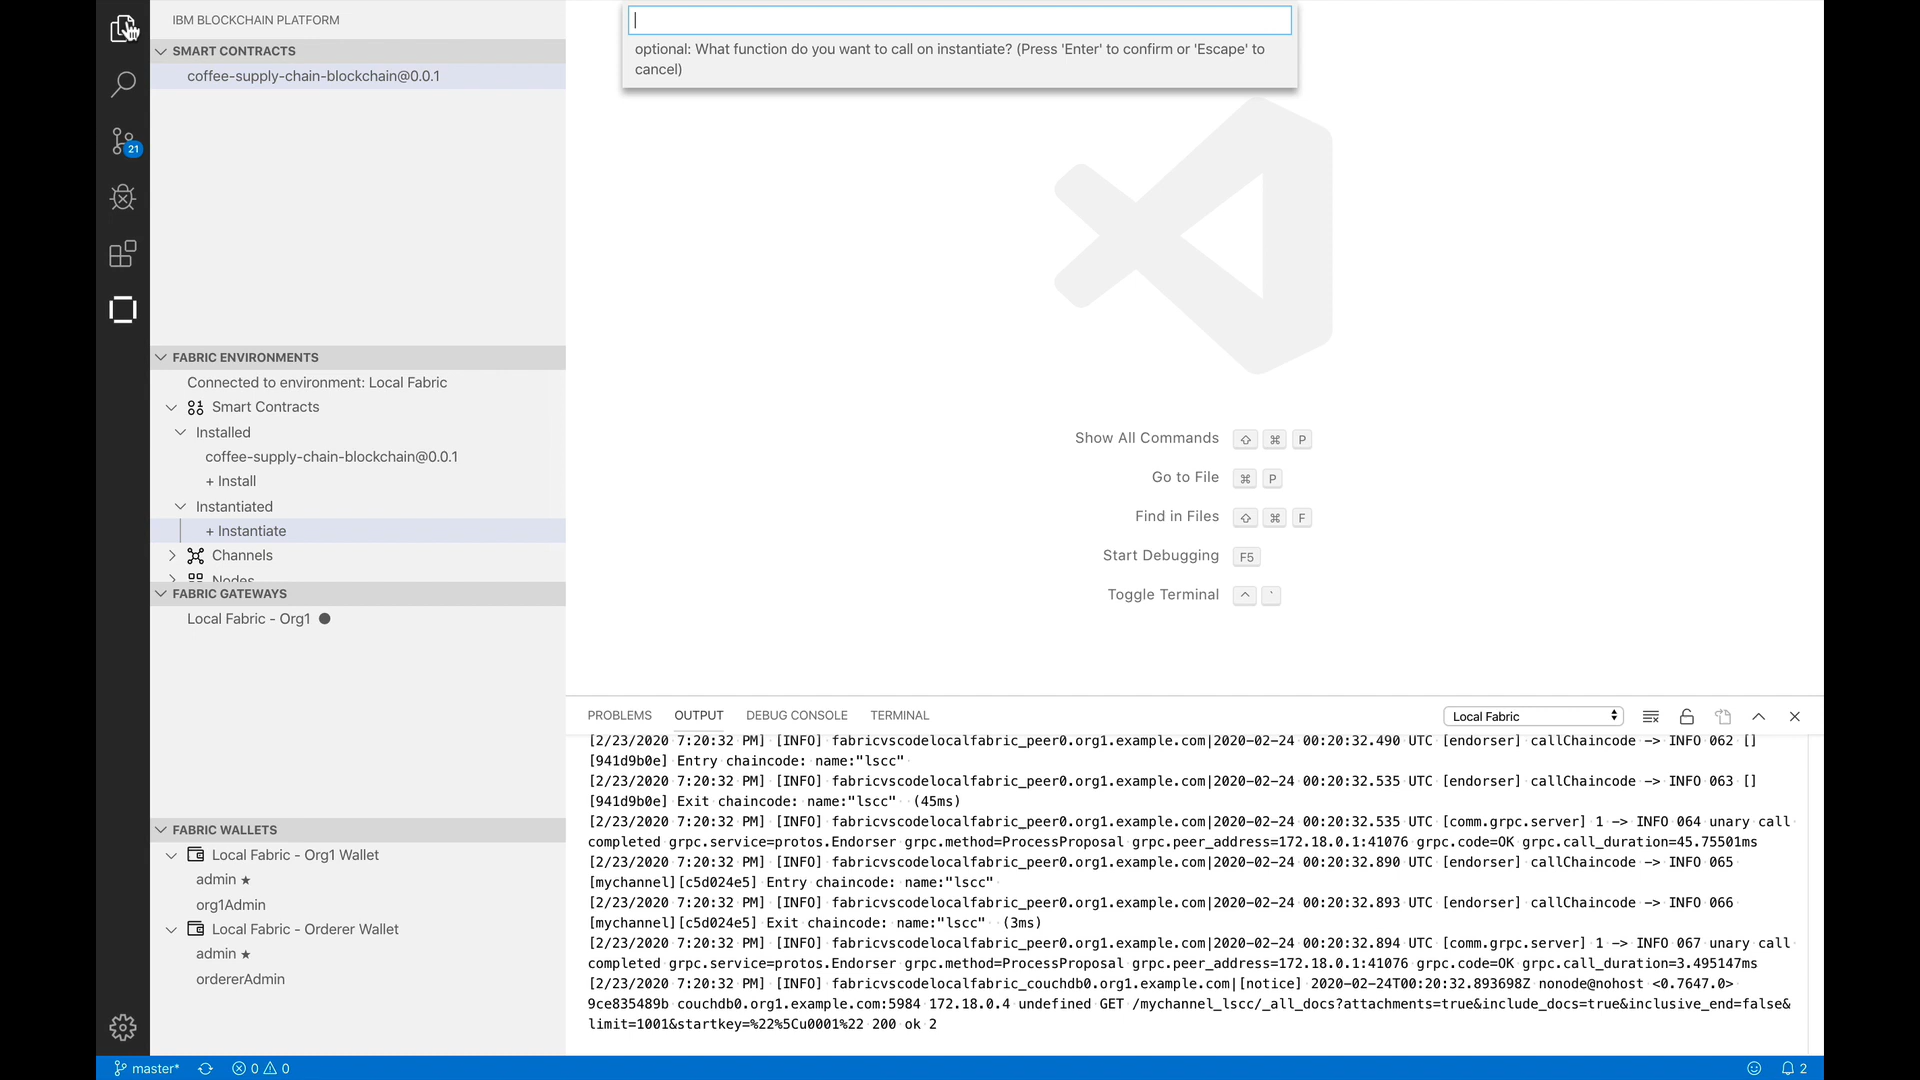 IBM BLOCKCHAIN PLATFORM
SMART CONTRACTS
coffee-supply-chain-blockchain@0.0.1
optional: What function do you want to call on instantiate? (Press 'Enter' to confirm or 'Escape' to
cancel)
21
FABRIC ENVIRONMENTS
Connected to environment: Local Fabric
Smart Contracts
Installed
coffee-supply-chain-blockchain@0.0.1
+ Install
Instantiated
+ Instantiate
Channels
Nodes
FABRIC GATEWAYS
Local Fabric - Org1 ●
FABRIC WALLETS
Local Fabric - Org1 Wallet
admin ★
org1Admin
Local Fabric - Orderer Wallet
admin ★
ordererAdmin
Show All Commands ⇧ ⌘ P
Go to File ⌘ P
Find in Files ⇧ ⌘ F
Start Debugging F5
Toggle Terminal ^ `
PROBLEMS OUTPUT DEBUG CONSOLE TERMINAL Local Fabric
[2/23/2020 7:20:32 PM] [INFO] fabricvscodelocalfabric_peer0.org1.example.com|2020-02-24 00:20:32.490 UTC [endorser] callChaincode -> INFO 062 []
[941d9b0e] Entry chaincode: name:"lscc"
[2/23/2020 7:20:32 PM] [INFO] fabricvscodelocalfabric_peer0.org1.example.com|2020-02-24 00:20:32.535 UTC [endorser] callChaincode -> INFO 063 []
[941d9b0e] Exit chaincode: name:"lscc" (45ms)
[2/23/2020 7:20:32 PM] [INFO] fabricvscodelocalfabric_peer0.org1.example.com|2020-02-24 00:20:32.535 UTC [comm.grpc.server] 1 -> INFO 064 unary call
completed grpc.service=protos.Endorser grpc.method=ProcessProposal grpc.peer_address=172.18.0.1:41076 grpc.code=OK grpc.call_duration=45.75501ms
[2/23/2020 7:20:32 PM] [INFO] fabricvscodelocalfabric_peer0.org1.example.com|2020-02-24 00:20:32.890 UTC [endorser] callChaincode -> INFO 065
[mychannel][c5d024e5] Entry chaincode: name:"lscc"
[2/23/2020 7:20:32 PM] [INFO] fabricvscodelocalfabric_peer0.org1.example.com|2020-02-24 00:20:32.893 UTC [endorser] callChaincode -> INFO 066
[mychannel][c5d024e5] Exit chaincode: name:"lscc" (3ms)
[2/23/2020 7:20:32 PM] [INFO] fabricvscodelocalfabric_peer0.org1.example.com|2020-02-24 00:20:32.894 UTC [comm.grpc.server] 1 -> INFO 067 unary call
completed grpc.service=protos.Endorser grpc.method=ProcessProposal grpc.peer_address=172.18.0.1:41076 grpc.code=OK grpc.call_duration=3.495147ms
[2/23/2020 7:20:32 PM] [INFO] fabricvscodelocalfabric_couchdb0.org1.example.com|[notice] 2020-02-24T00:20:32.893698Z nonode@nohost <0.7647.0>
9ce835489b couchdb0.org1.example.com:5984 172.18.0.4 undefined GET /mychannel_lscc/_all_docs?attachments=true&include_docs=true&inclusive_end=false&
limit=1001&startkey=%22%5Cu0001%22 200 ok 2
master* 0 0 2